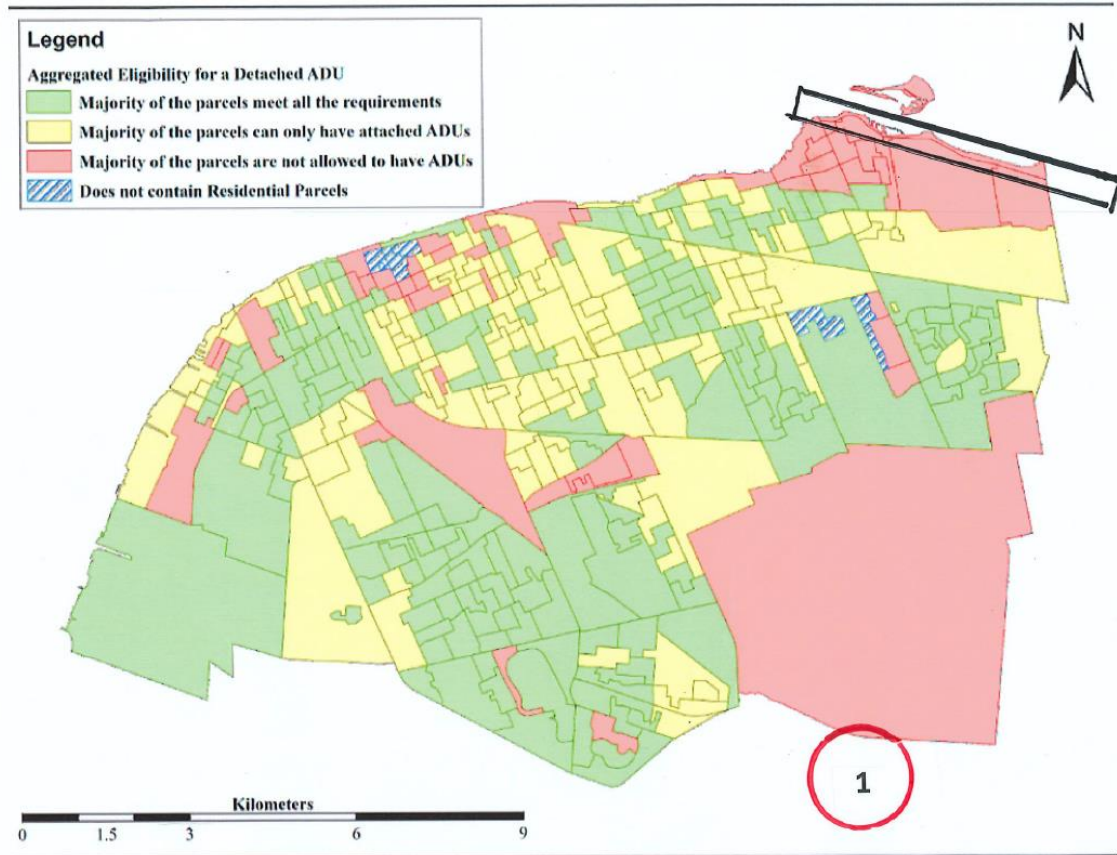 Legend
Aggregated Eligibility for a Detached ADU
Majority of the parcels meet all the requirements
Majority of the parcels can only have attached ADUs
Majority of the parcels are not allowed to have ADUs
Does not contain Residential Parcels
N
1
Kilometers
0 1.5 3 6 9